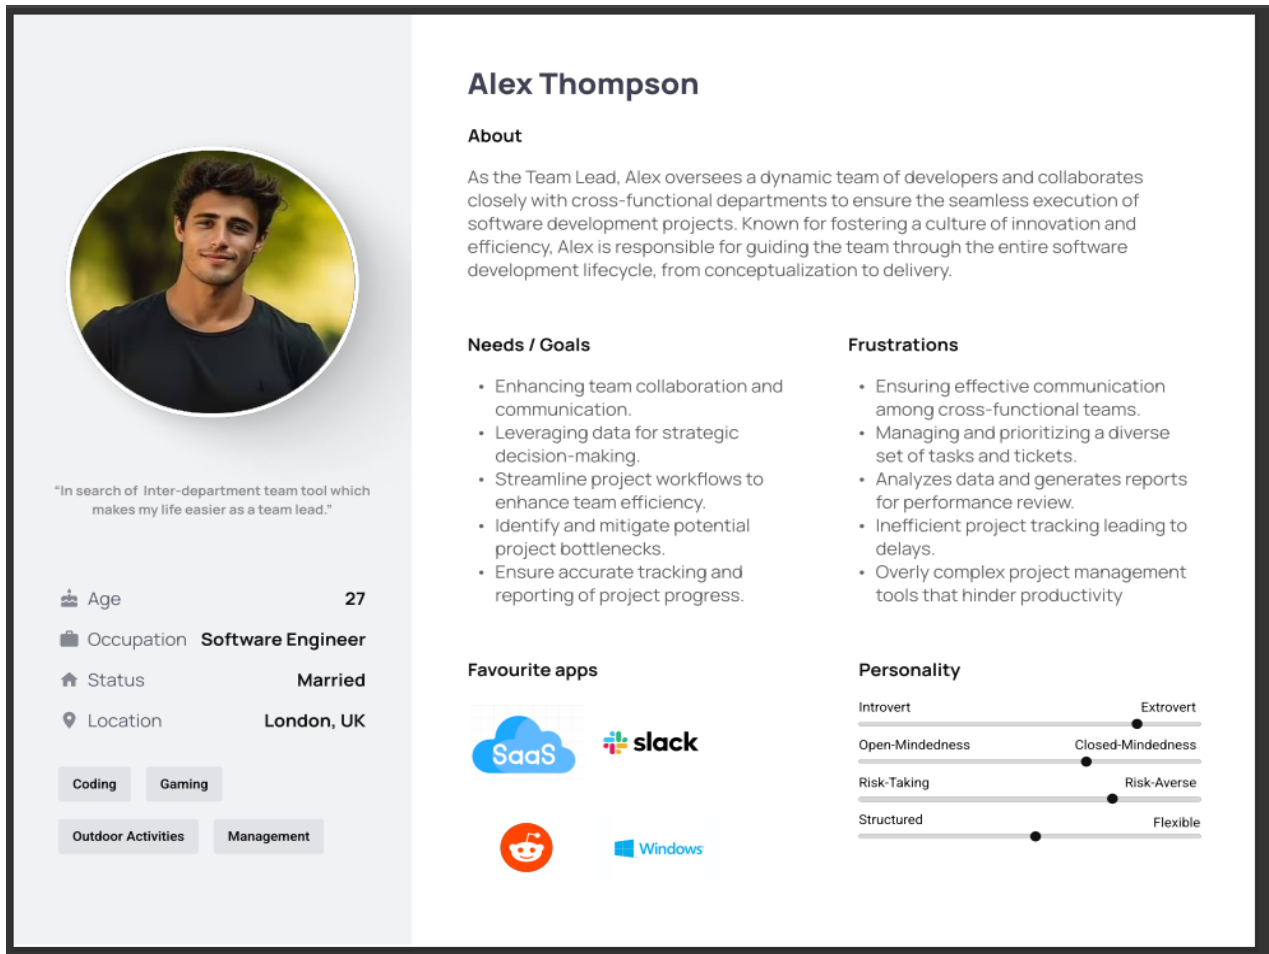 Alex Thompson
About
As the Team Lead, Alex oversees a dynamic team of developers and collaborates
closely with cross-functional departments to ensure the seamless execution of
software development projects. Known for fostering a culture of innovation and
efficiency, Alex is responsible for guiding the team through the entire software
development lifecycle, from conceptualization to delivery.
“In search of Inter-department team tool which
makes my life easier as a team lead.”
Age 27
Occupation Software Engineer
Status Married
Location London, UK
Coding Gaming
Outdoor Activities Management
Needs / Goals
• Enhancing team collaboration and
communication.
• Leveraging data for strategic
decision-making.
• Streamline project workflows to
enhance team efficiency.
• Identify and mitigate potential
project bottlenecks.
• Ensure accurate tracking and
reporting of project progress.
Frustrations
• Ensuring effective communication
among cross-functional teams.
• Managing and prioritizing a diverse
set of tasks and tickets.
• Analyzes data and generates reports
for performance review.
• Inefficient project tracking leading to
delays.
• Overly complex project management
tools that hinder productivity
Favourite apps
SaaS
slack
Windows
Personality
Introvert Extrovert
Open-Mindedness Closed-Mindedness
Risk-Taking Risk-Averse
Structured Flexible